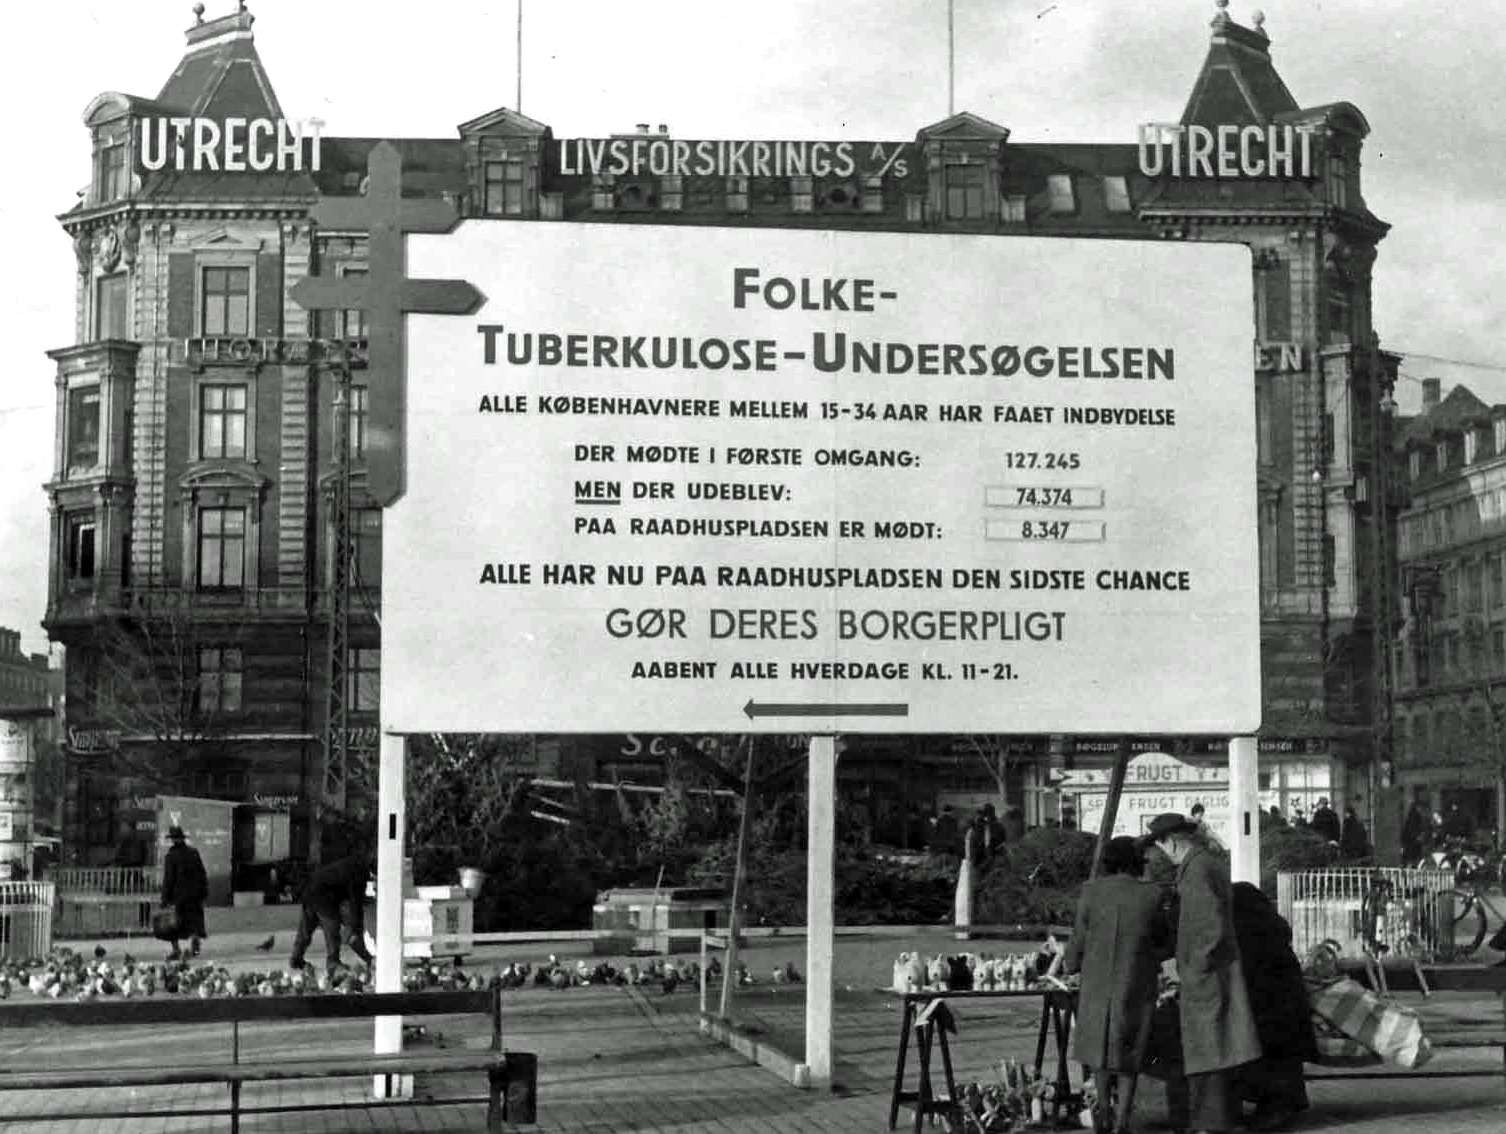 UTRECHT
LIVSFORSIKRINGS A/S
UTRECHT
FOLKE-
TUBERKULOSE-UNDERSØGELSEN
ALLE KØBENHAVNERE MELLEM 15-34 AAR HAR FAAET INDBYDELSE
DER MØDTE I FØRSTE OMGANG: 127.245
MEN DER UDEBLEV: 74.374
PAA RAADHUSPLADSEN ER MØDT: 8.347
ALLE HAR NU PAA RAADHUSPLADSEN DEN SIDSTE CHANCE
GØR DERES BORGERPLIGT
AABENT ALLE HVERDAGE KL. 11-21.
FRUGT
FRUGT DAGLIG